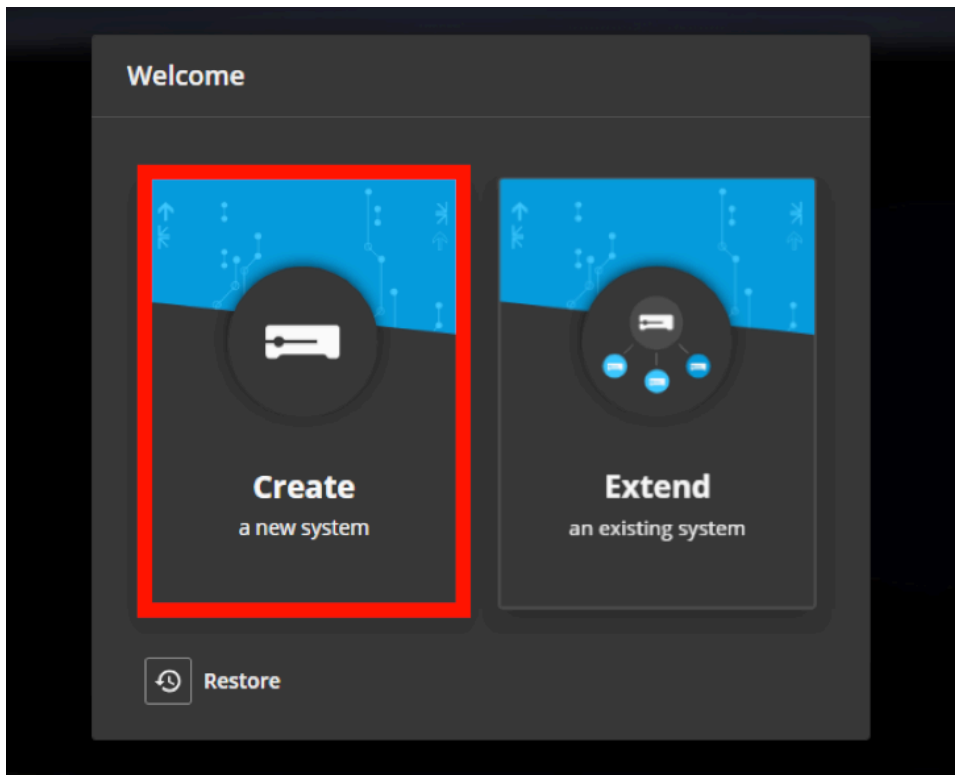 Welcome
Create
a new system
Extend
an existing system
Restore